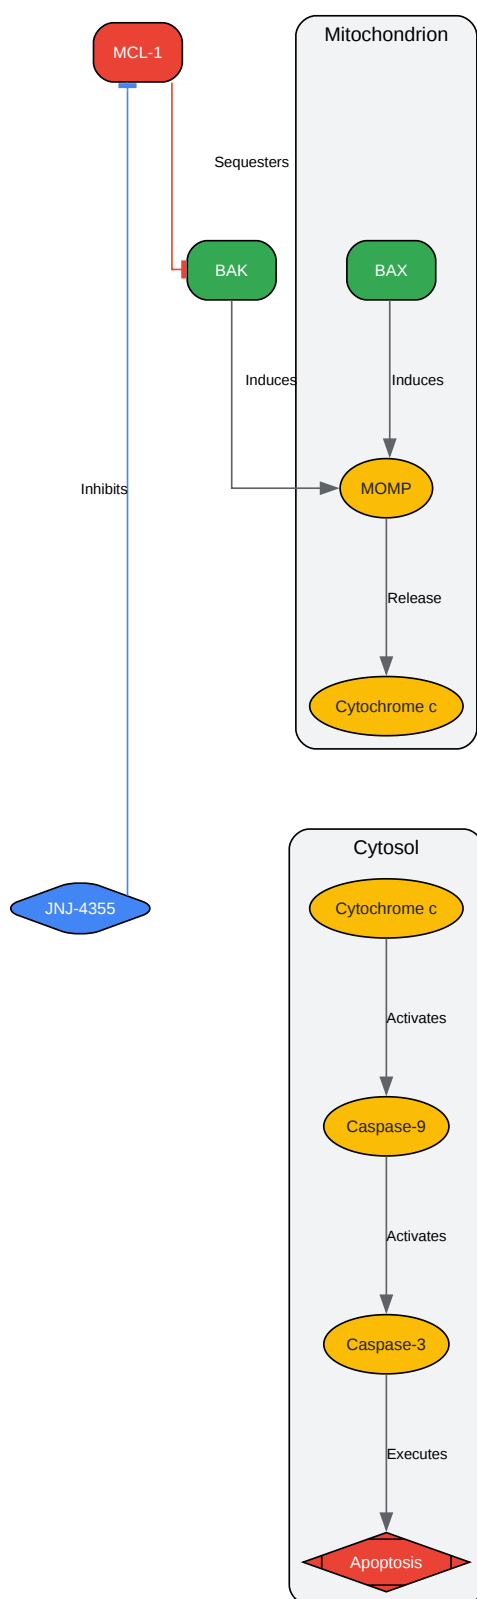 Mitochondrion
MCL-1
Sequesters
BAK
BAX
Induces
Induces
Inhibits
MOMP
Release
Cytochrome c
Cytosol
JNJ-4355
Cytochrome c
Activates
Caspase-9
Activates
Caspase-3
Executes
Apoptosis